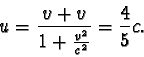 $u = \frac{v + v}{1 + \frac{v^2}{c^2}} = \frac{4}{5}c.$